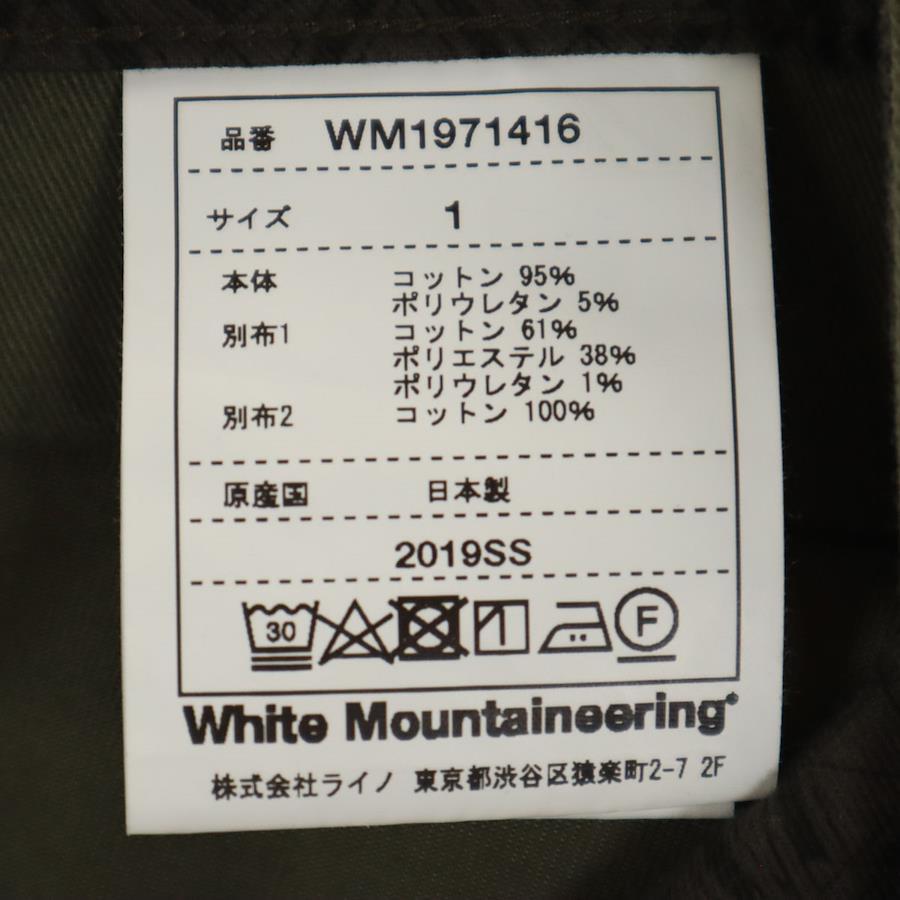 品番 WM1971416
サイズ 1
本体 コットン 95%
ポリウレタン 5%
別布1 コットン 61%
ポリエステル 38%
ポリウレタン 1%
別布2 コットン 100%
原産国 日本製
2019SS
30 F
White Mountaineering®
株式会社ライノ 東京都渋谷区猿楽町2-7 2F